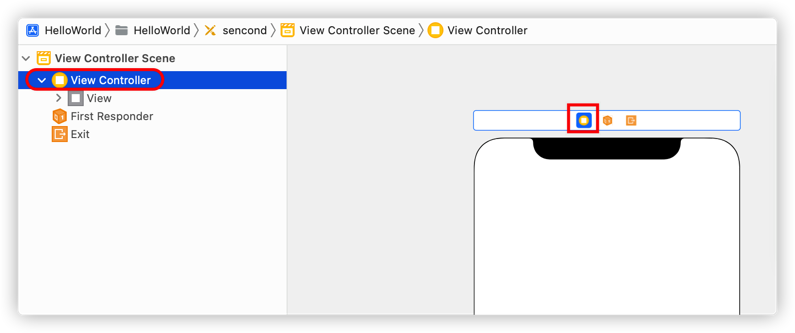 HelloWorld HelloWorld sencond View Controller Scene View Controller
View Controller Scene
View Controller
View
First Responder
Exit